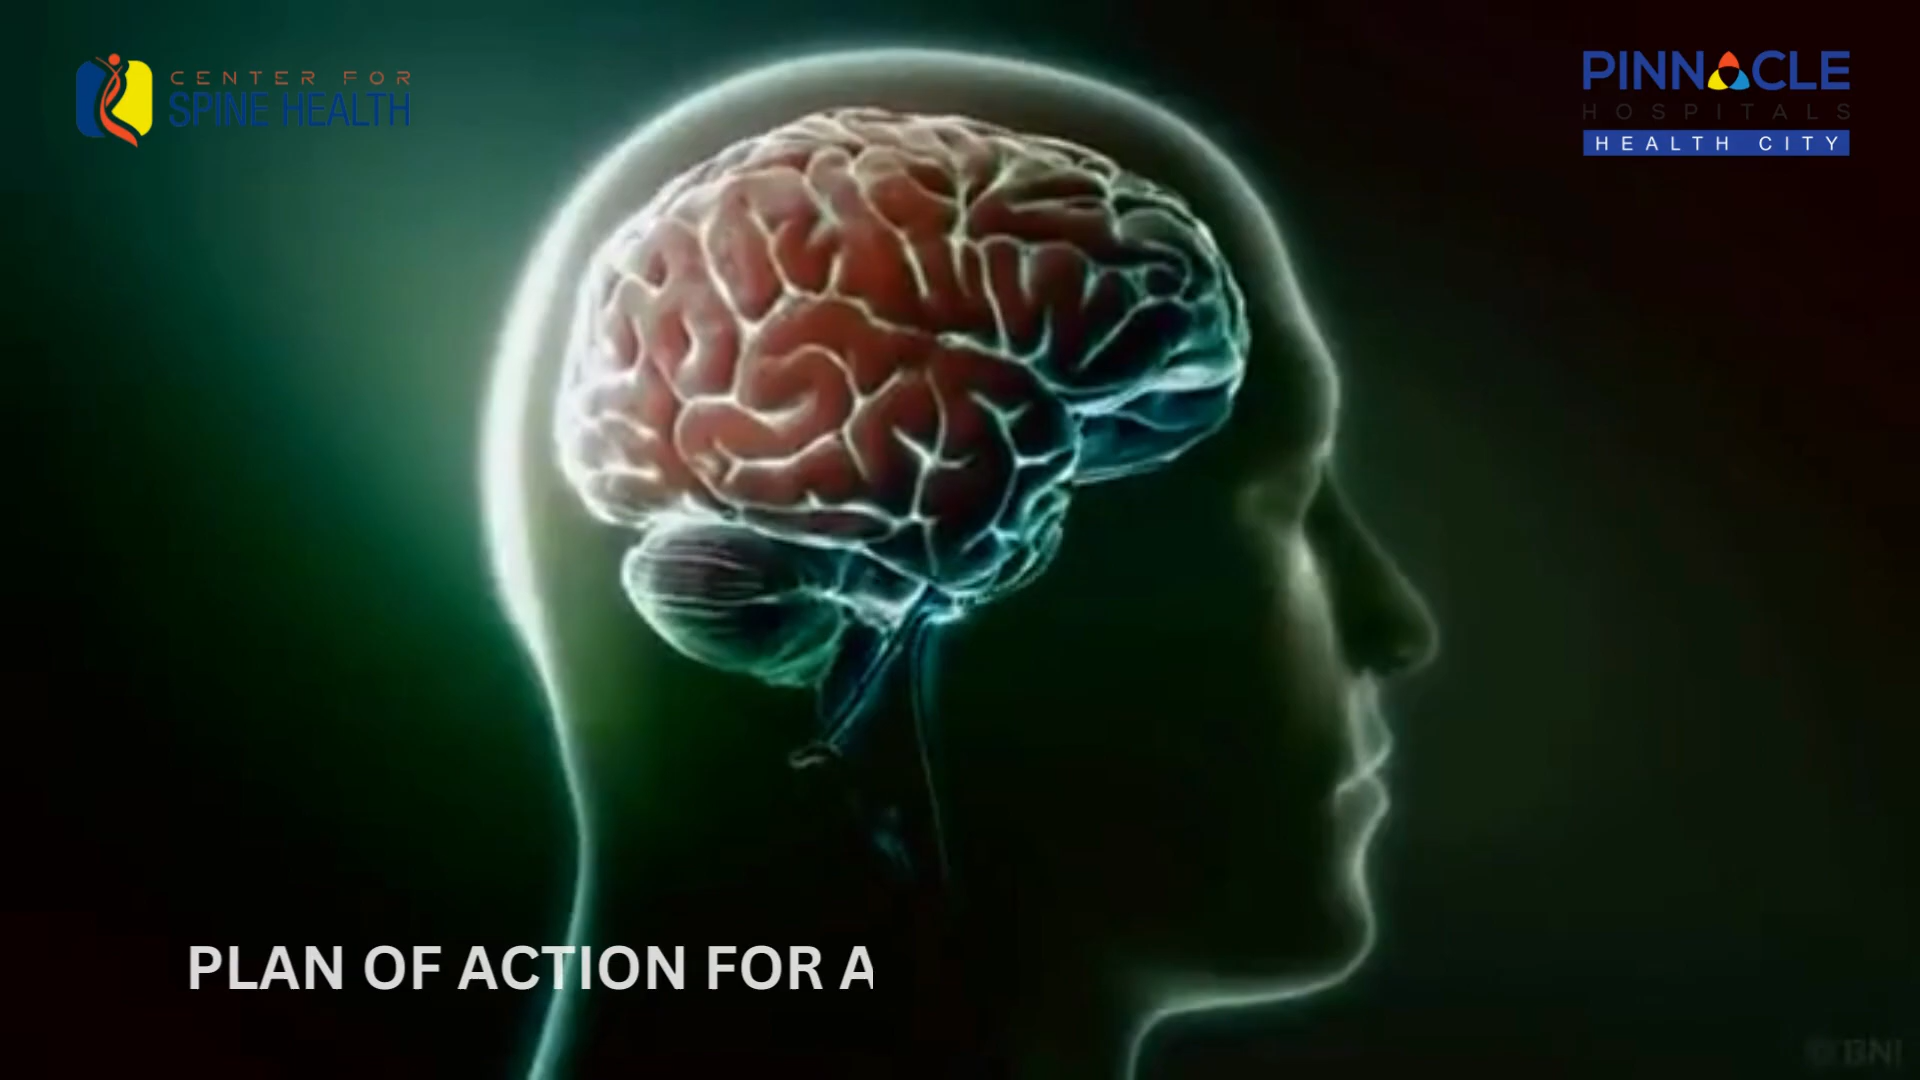 CENTER FOR
SPINE HEALTH
PINNACLE
HOSPITALS
HEALTH CITY
PLAN OF ACTION FOR A